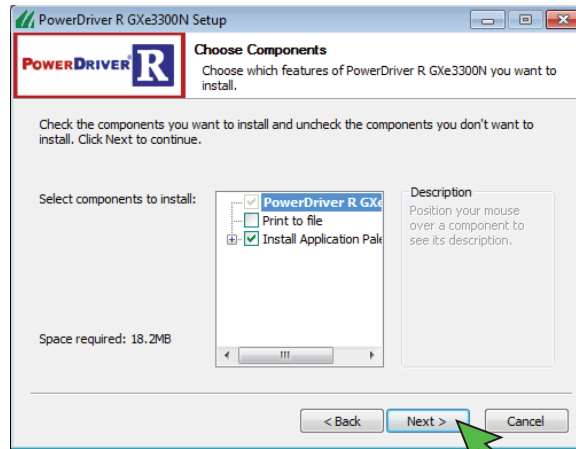 PowerDriver R GXe3300N Setup
POWERDRIVER R
Choose Components
Choose which features of PowerDriver R GXe3300N you want to
install.
Check the components you want to install and uncheck the components you don't want to
install. Click Next to continue.
Select components to install:
PowerDriver R GXe
Print to file
Install Application Pale
Description
Position your mouse
over a component to
see its description.
Space required: 18.2MB
< Back
Next >
Cancel